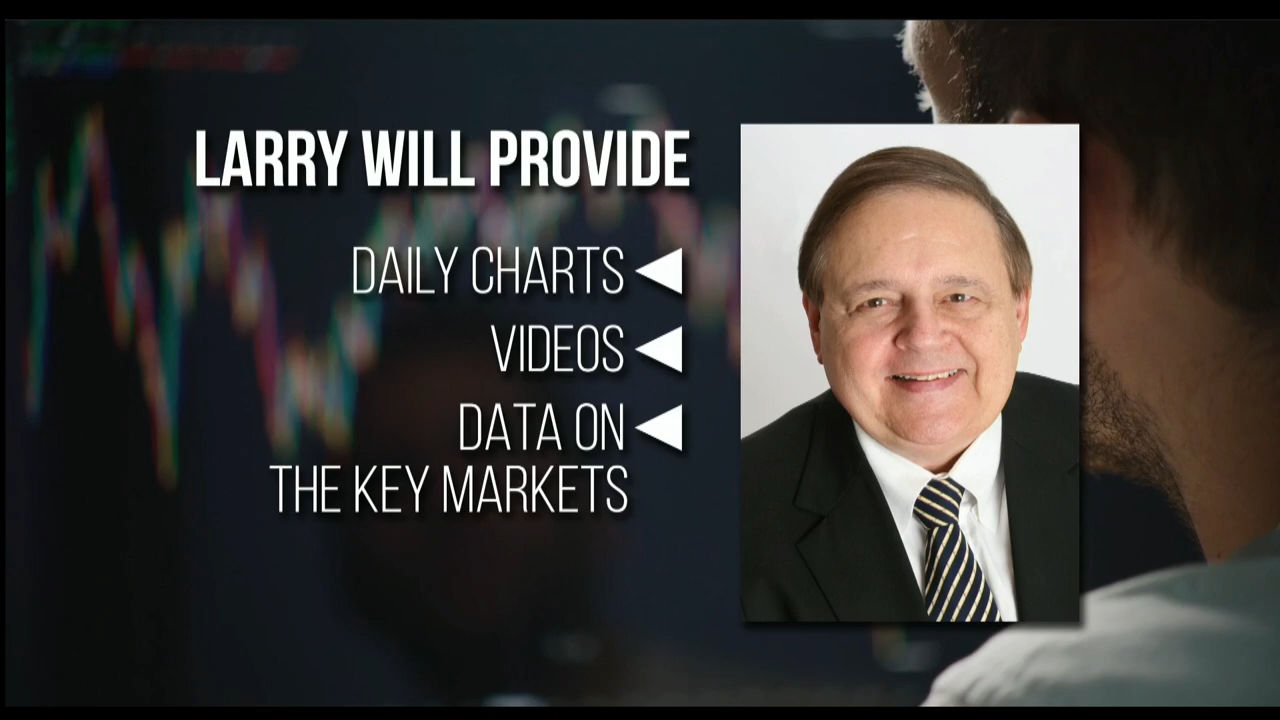 LARRY WILL PROVIDE
DAILY CHARTS
VIDEOS
DATA ON
THE KEY MARKETS